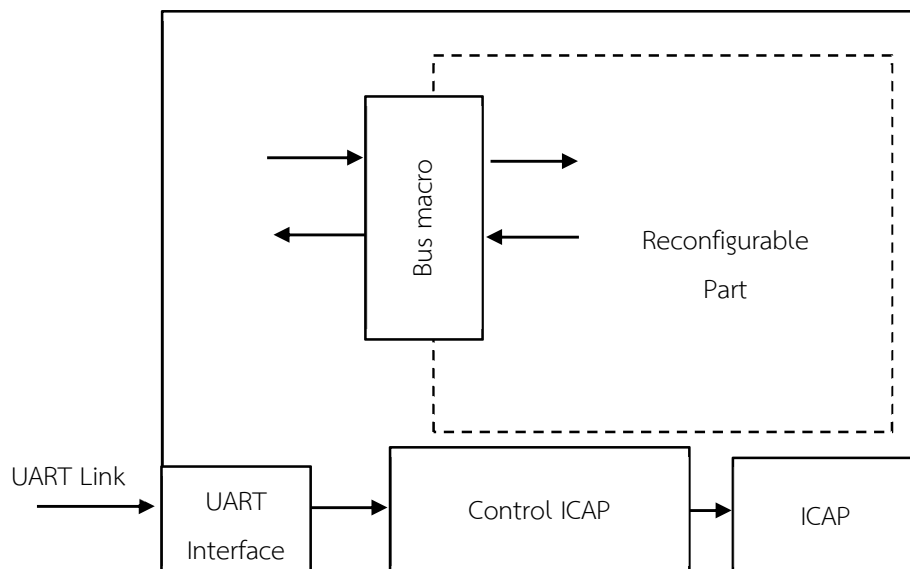 Bus macro
Reconfigurable
Part
UART Link
UART
Interface
Control ICAP
ICAP